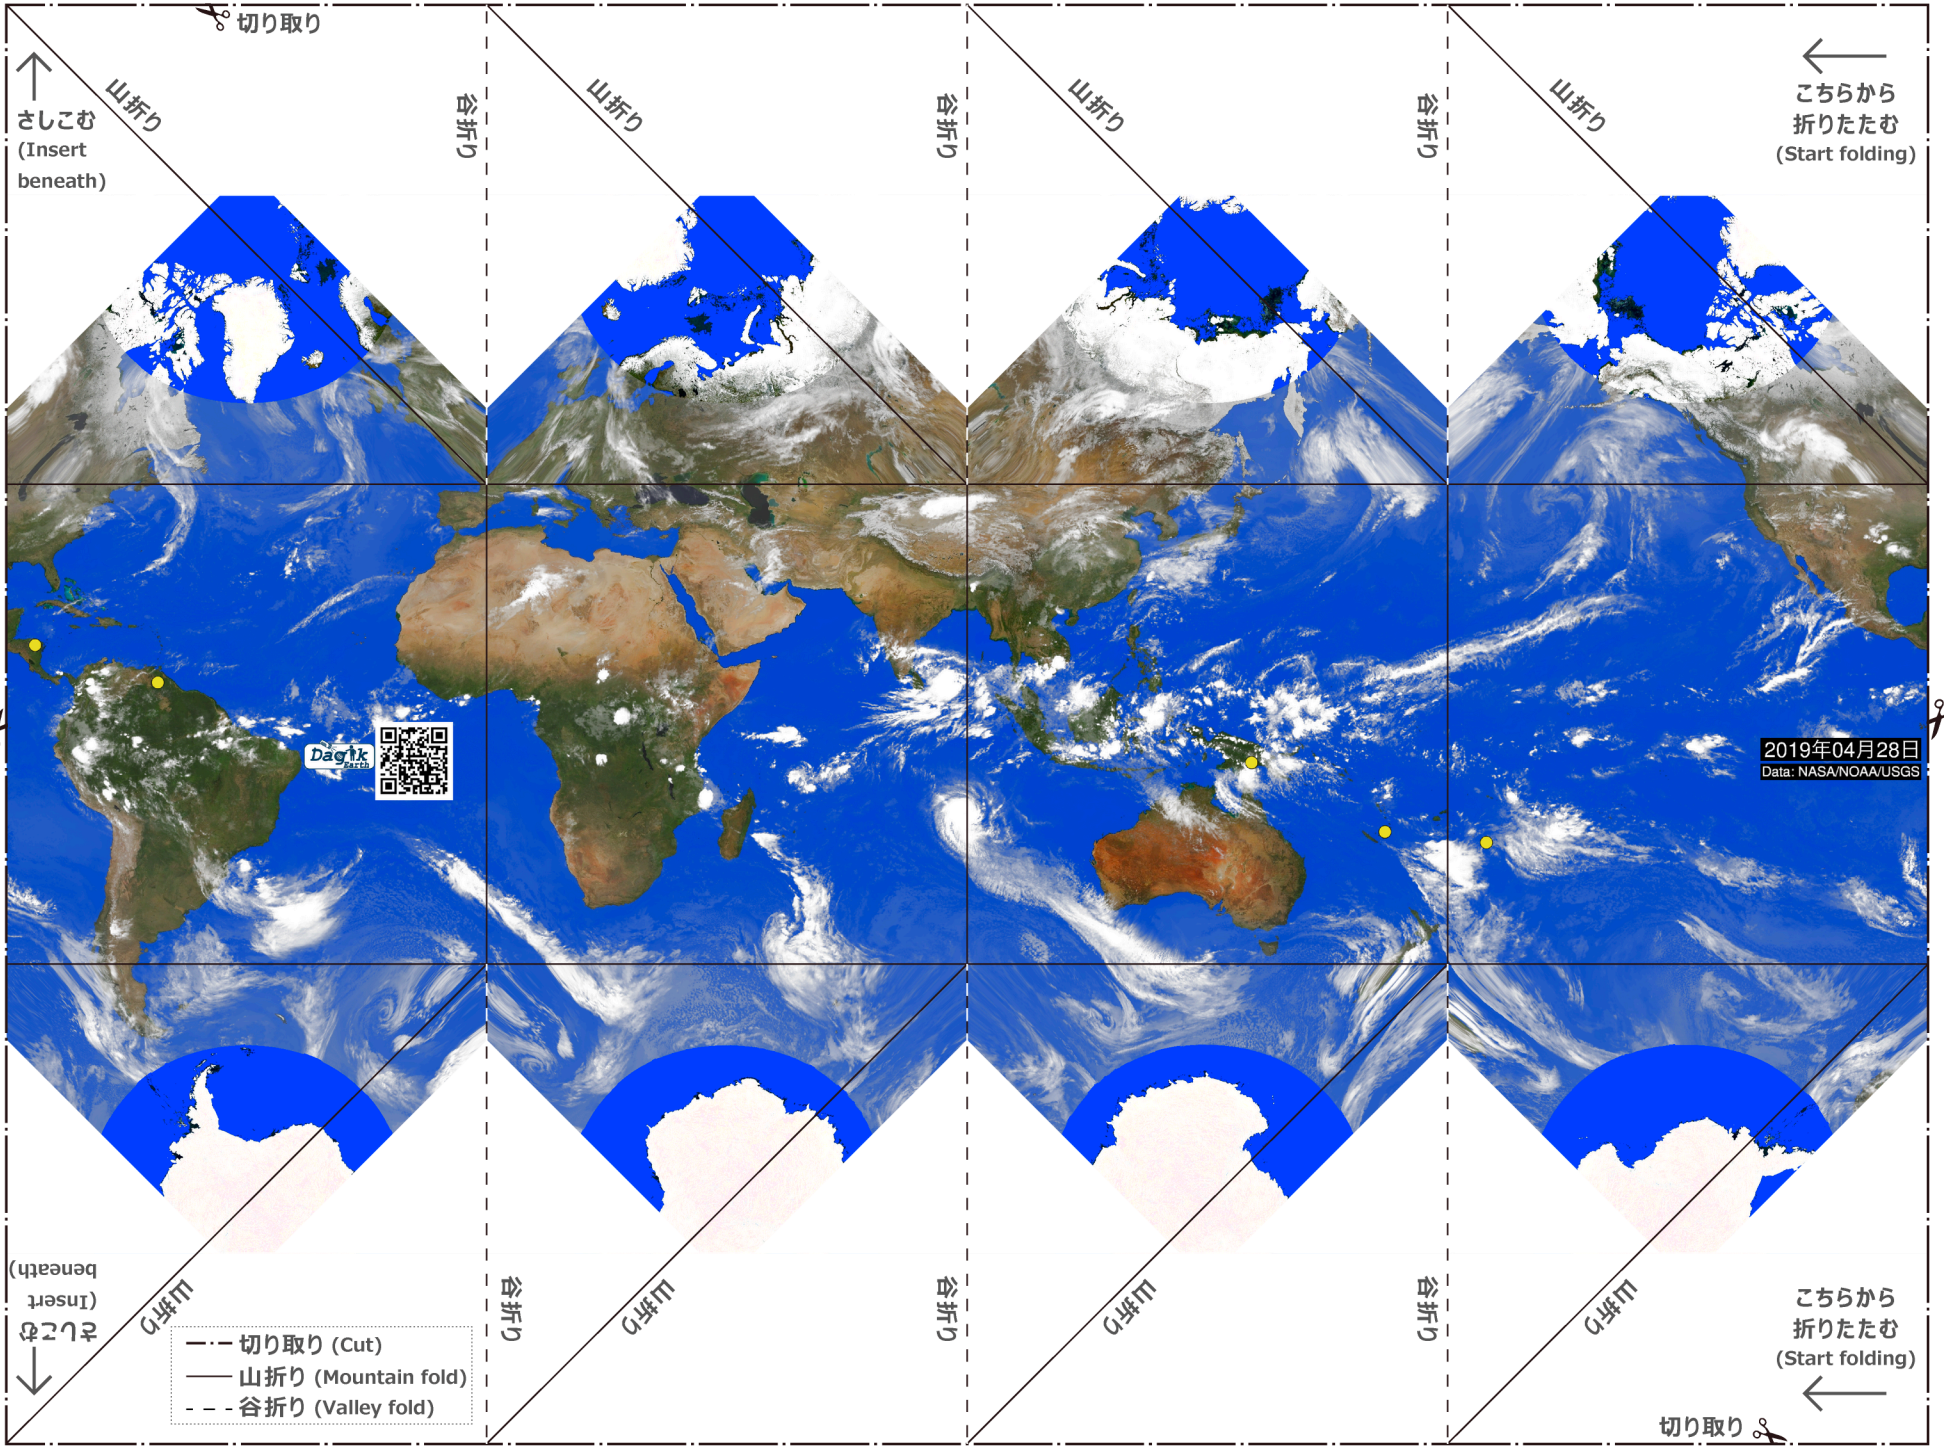 切り取り
山折り
谷折り
山折り
谷折り
山折り
谷折り
山折り
さしこむ
(Insert
beneath)
こちらから
折りたたむ
(Start folding)
Dagik
Earth
2019年04月28日
Data: NASA/NOAA/USGS
さしこむ
(Insert
beneath)
山折り
谷折り
山折り
谷折り
山折り
谷折り
山折り
こちらから
折りたたむ
(Start folding)
切り取り (Cut)
山折り (Mountain fold)
谷折り (Valley fold)
切り取り